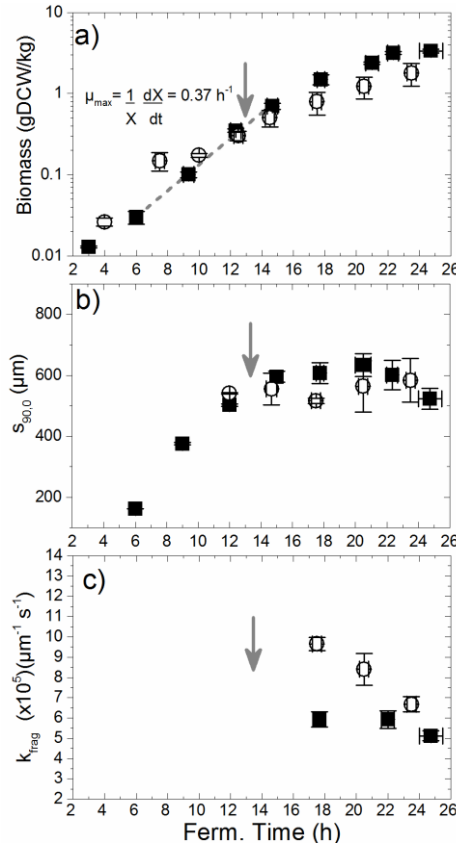 a)
10
1
0.1
0.01
Biomass (gDCW/kg)
μmax= 1/X dX/dt = 0.37 h-1
2 4 6 8 10 12 14 16 18 20 22 24 26
b)
800
600
400
200
s90,0 (μm)
2 4 6 8 10 12 14 16 18 20 22 24 26
c)
14
13
12
11
10
9
8
7
6
5
4
3
2
kfrag (x10^5)(μm-1 s-1)
2 4 6 8 10 12 14 16 18 20 22 24 26
Ferm. Time (h)